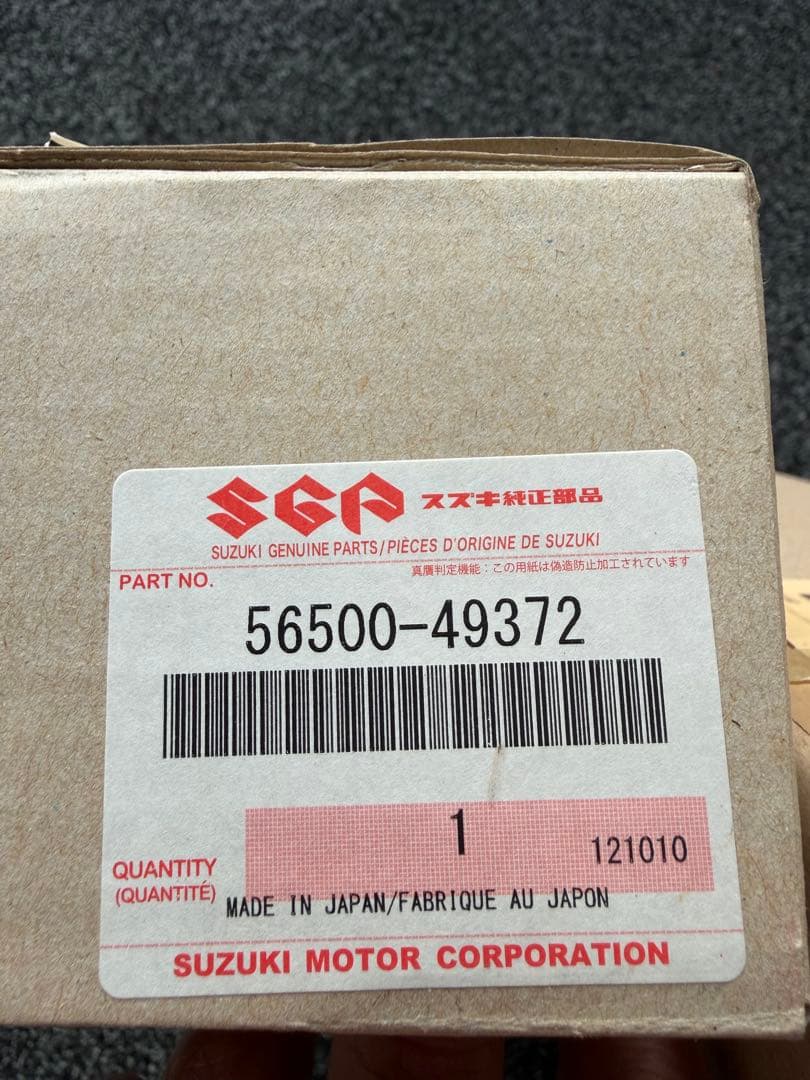 SGP スズキ純正部品
SUZUKI GENUINE PARTS/PIÈCES D'ORIGINE DE SUZUKI
PART NO.
真贋判定機能：この用紙は偽造防止加工されています
56500-49372
1
121010
QUANTITY
(QUANTITÉ)
MADE IN JAPAN/FABRIQUE AU JAPON
SUZUKI MOTOR CORPORATION